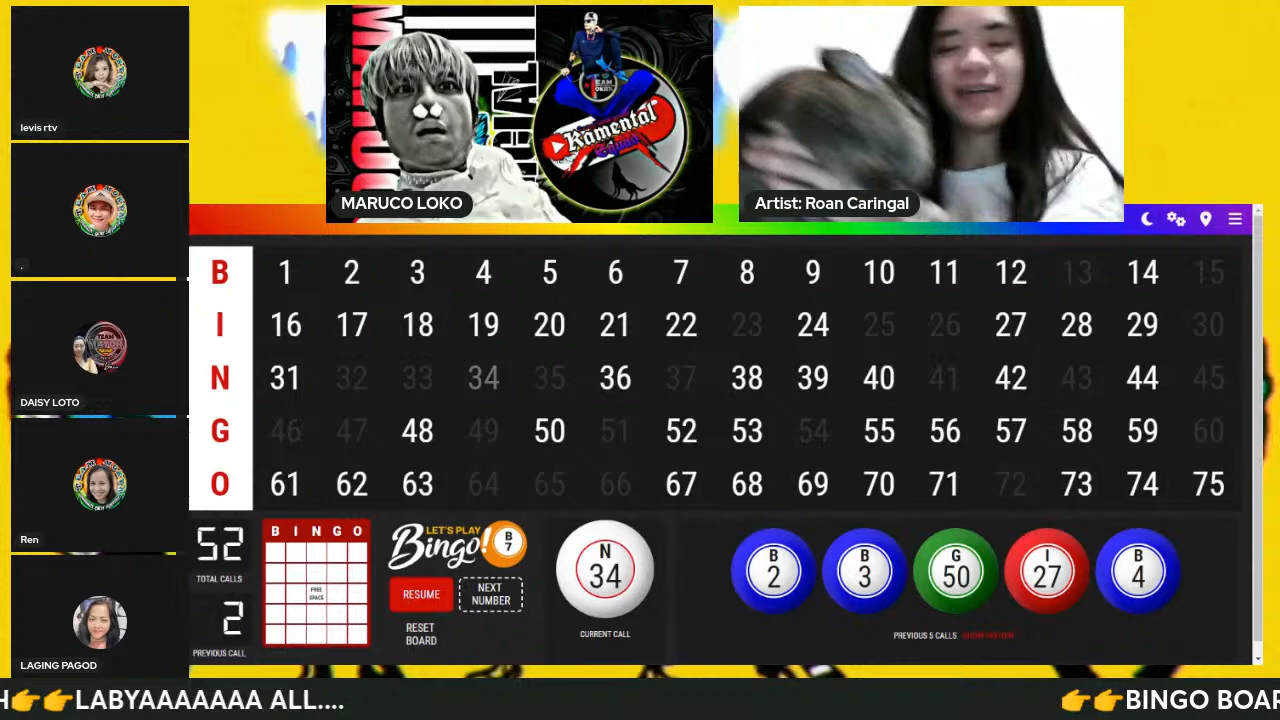 levis rtv
.
DAISY LOTO
Ren
LAGING PAGOD
MARUCO LOKO
Kamental
Squad
Artist: Roan Caringal
B 1 2 3 4 5 6 7 8 9 10 11 12 13 14 15
I 16 17 18 19 20 21 22 23 24 25 26 27 28 29 30
N 31 32 33 34 35 36 37 38 39 40 41 42 43 44 45
G 46 47 48 49 50 51 52 53 54 55 56 57 58 59 60
O 61 62 63 64 65 66 67 68 69 70 71 72 73 74 75
52
TOTAL CALLS
2
PREVIOUS CALL
B I N G O
FREE
SPACE
LET'S PLAY
Bingo!
B
7
RESUME
NEXT
NUMBER
RESET
BOARD
N
34
CURRENT CALL
B
2
B
3
G
50
I
27
B
4
PREVIOUS 5 CALLS
H👉👉LABYAAAAAAA ALL.... 👉👉BINGO BOAR